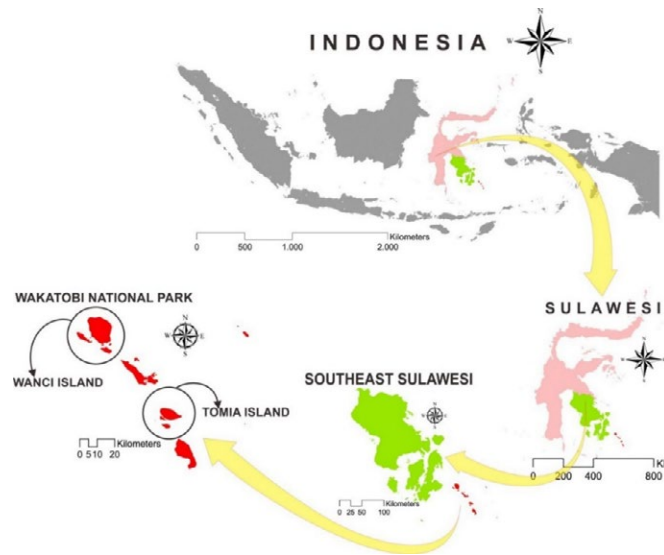 INDONESIA
N
W E
S
0 500 1.000 2.000
Kilometers
WAKATOBI NATIONAL PARK
N
W E
S
WANCI ISLAND
TOMIA ISLAND
Kilometers
0 5 10 20
SOUTHEAST SULAWESI
Kilometers
0 25 50 100
SULAWESI
N
W E
S
0 200 400 800